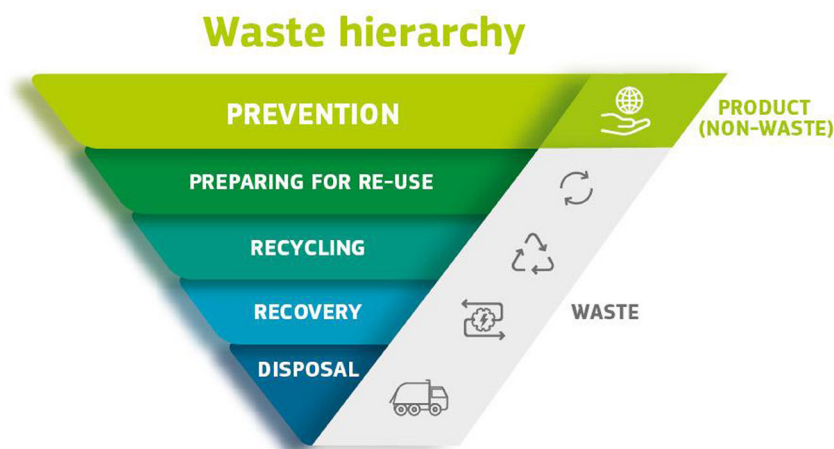 Waste hierarchy
PREVENTION
PRODUCT
(NON-WASTE)
PREPARING FOR RE-USE
RECYCLING
RECOVERY
WASTE
DISPOSAL